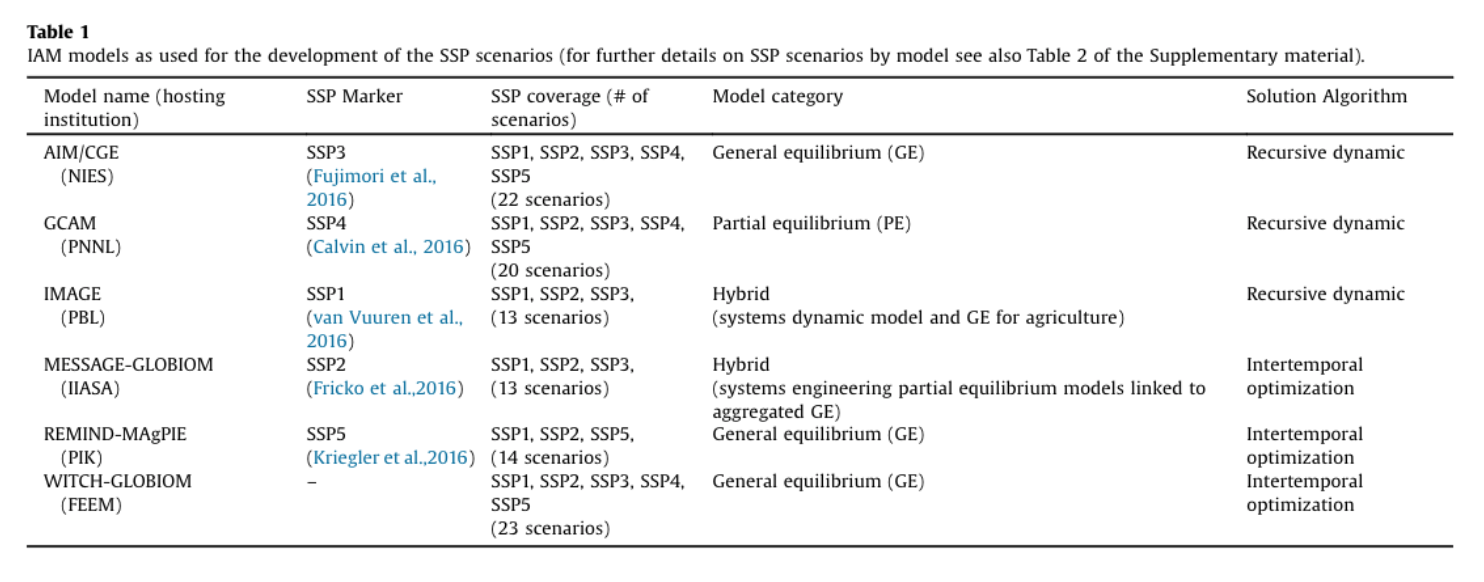 Table 1
IAM models as used for the development of the SSP scenarios (for further details on SSP scenarios by model see also Table 2 of the Supplementary material).
Model name (hosting institution) SSP Marker SSP coverage (# of scenarios) Model category Solution Algorithm
AIM/CGE SSP3 SSP1, SSP2, SSP3, SSP4, General equilibrium (GE) Recursive dynamic
(NIES) (Fujimori et al., SSP5
2016) (22 scenarios)
GCAM SSP4 SSP1, SSP2, SSP3, SSP4, Partial equilibrium (PE) Recursive dynamic
(PNNL) (Calvin et al., 2016) SSP5
(20 scenarios)
IMAGE SSP1 SSP1, SSP2, SSP3, Hybrid Recursive dynamic
(PBL) (van Vuuren et al., (13 scenarios) (systems dynamic model and GE for agriculture)
2016)
MESSAGE-GLOBIOM SSP2 SSP1, SSP2, SSP3, Hybrid Intertemporal
(IIASA) (Fricko et al.,2016) (13 scenarios) (systems engineering partial equilibrium models linked to optimization
aggregated GE)
REMIND-MAgPIE SSP5 SSP1, SSP2, SSP5, General equilibrium (GE) Intertemporal
(PIK) (Kriegler et al.,2016) (14 scenarios) optimization
WITCH-GLOBIOM – SSP1, SSP2, SSP3, SSP4, General equilibrium (GE) Intertemporal
(FEEM) SSP5 optimization
(23 scenarios)